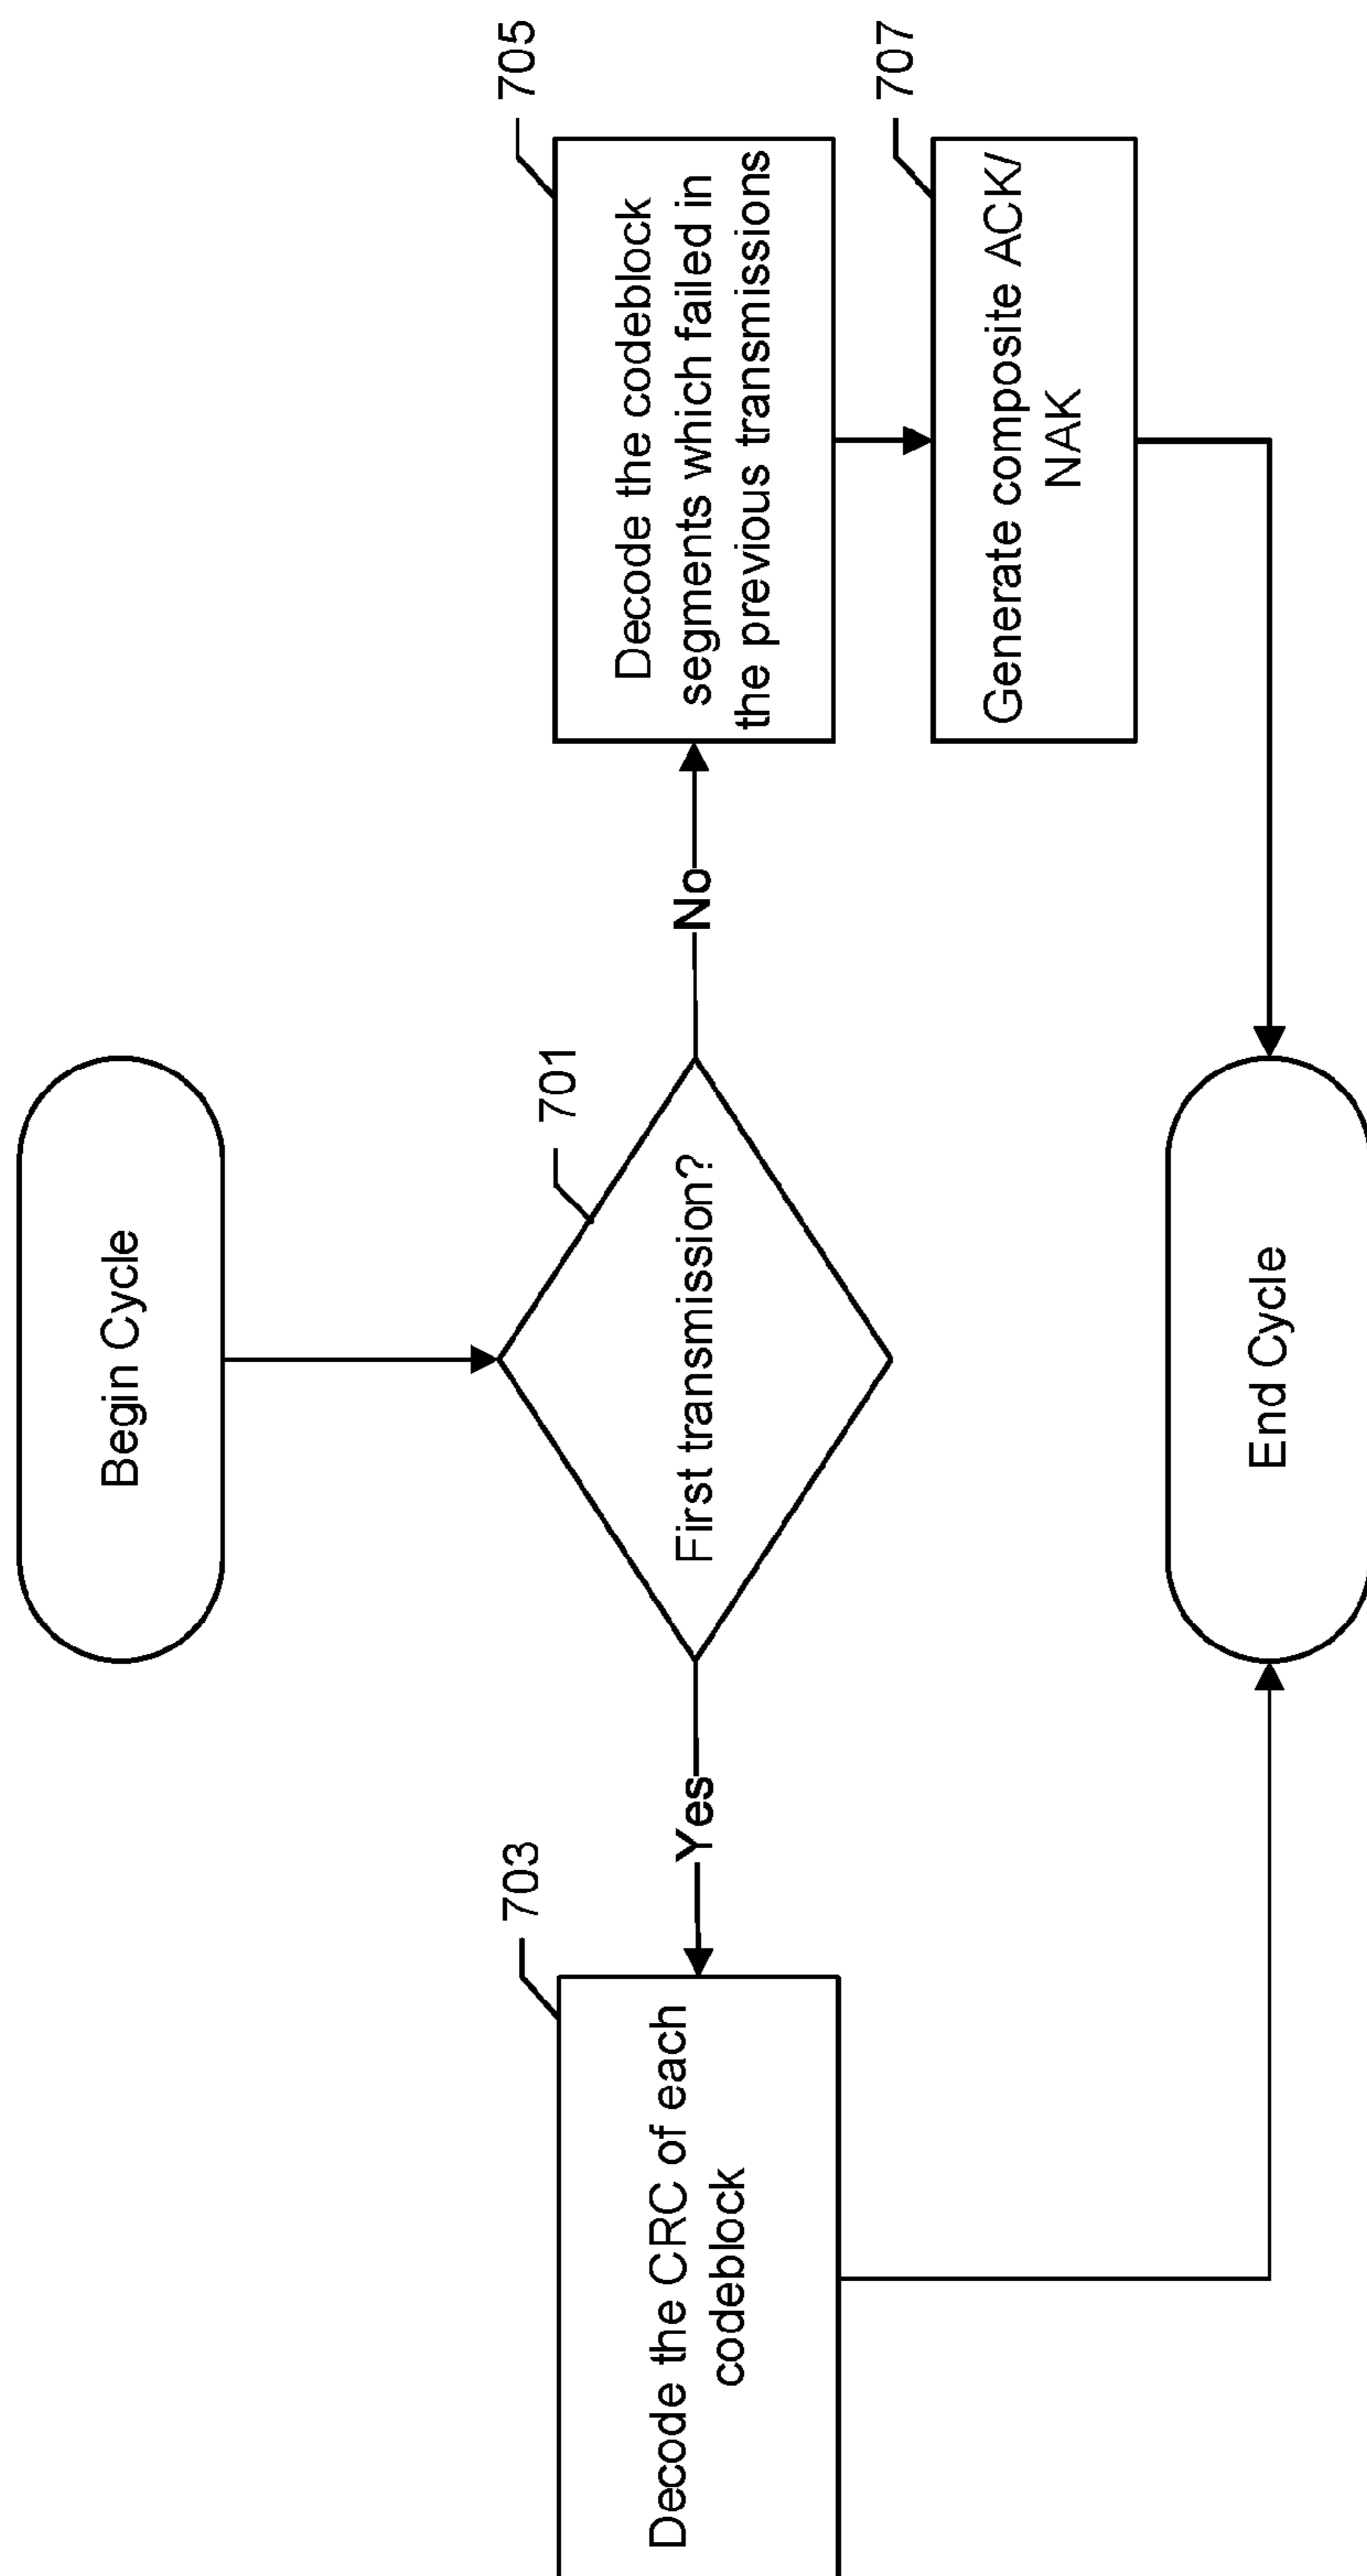 Begin Cycle
701
First transmission?
Yes
No
703
Decode the CRC of each
codeblock
705
Decode the codeblock
segments which failed in
the previous transmissions
707
Generate composite ACK/
NAK
End Cycle